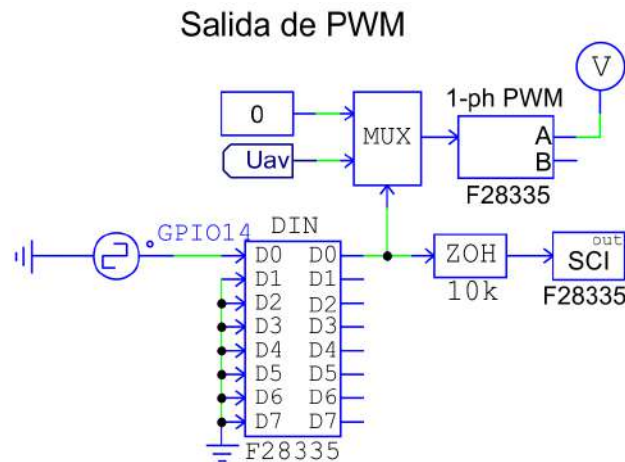 Salida de PWM
V
1-ph PWM
0
MUX
A
Uav
B
F28335
GPIO14
DIN
D0 D0
ZOH
out
SCI
D1 D1
10k
F28335
D2 D2
D3 D3
D4 D4
D5 D5
D6 D6
D7 D7
F28335